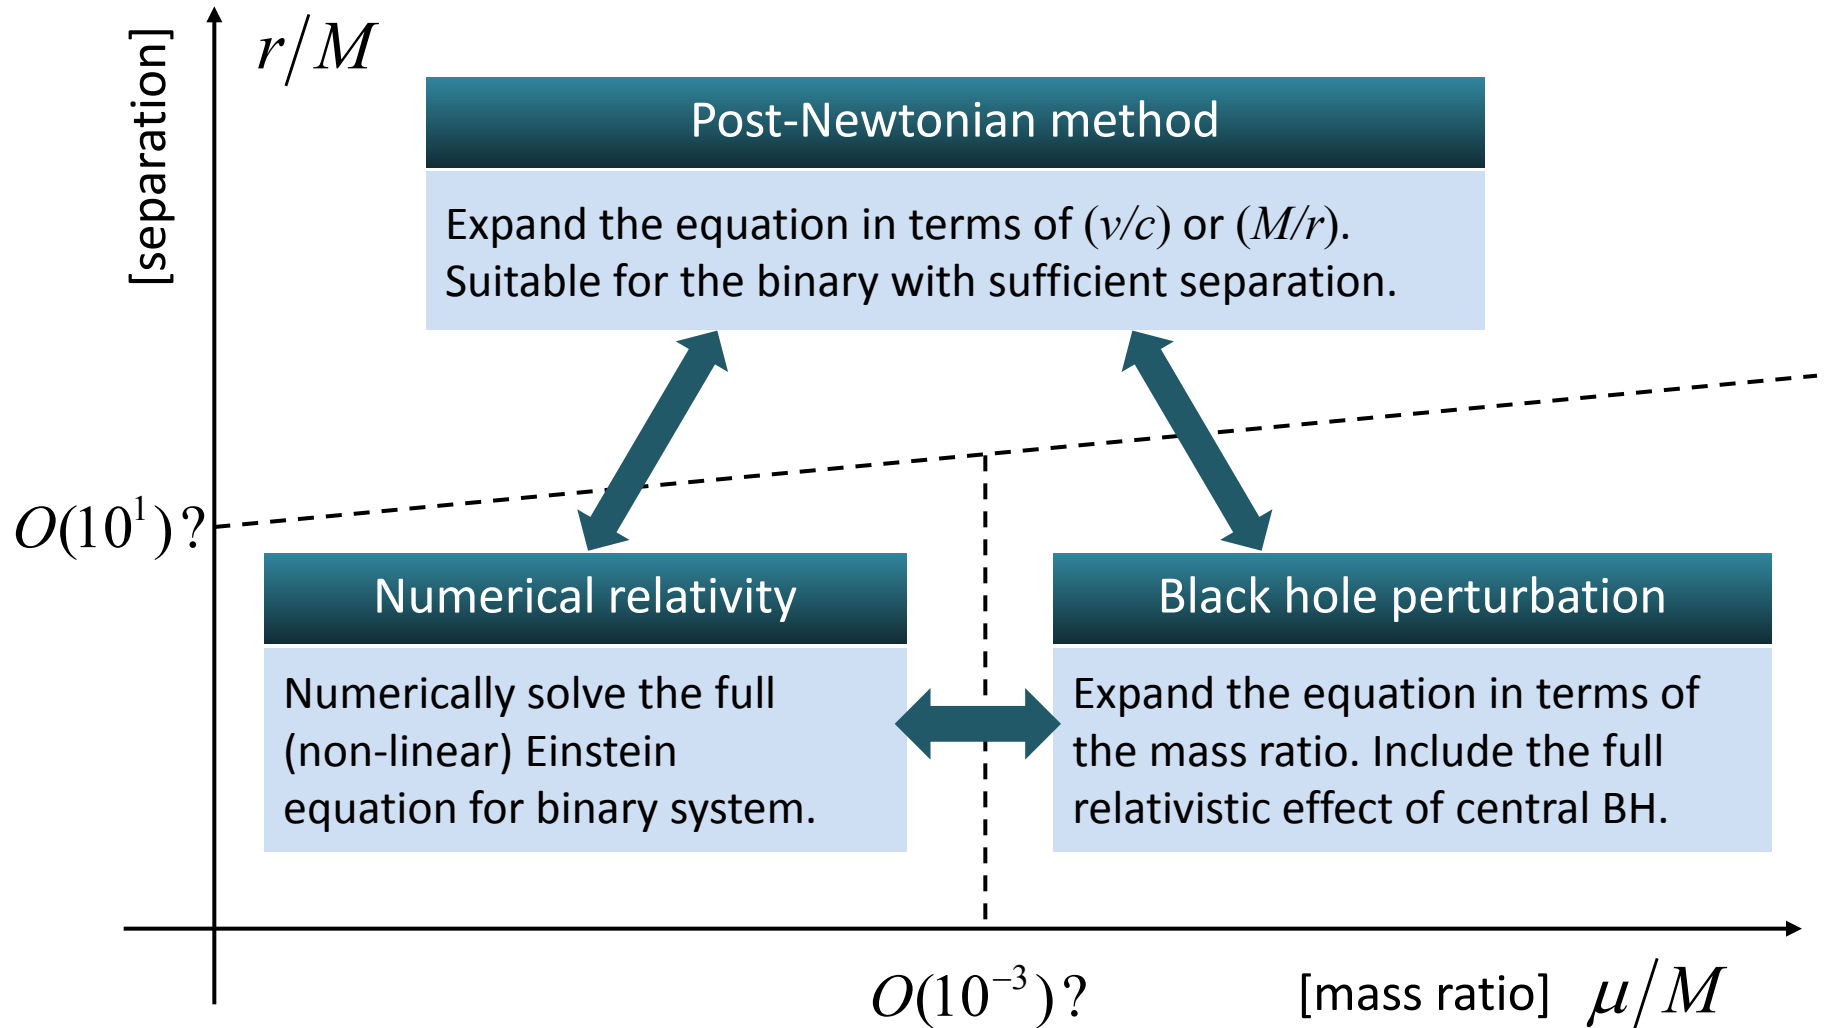 r/M
[separation]
Post-Newtonian method
Expand the equation in terms of (v/c) or (M/r).
Suitable for the binary with sufficient separation.
O(10¹)?
Numerical relativity
Numerically solve the full
(non-linear) Einstein
equation for binary system.
Black hole perturbation
Expand the equation in terms of
the mass ratio. Include the full
relativistic effect of central BH.
O(10⁻³)?
[mass ratio] μ/M